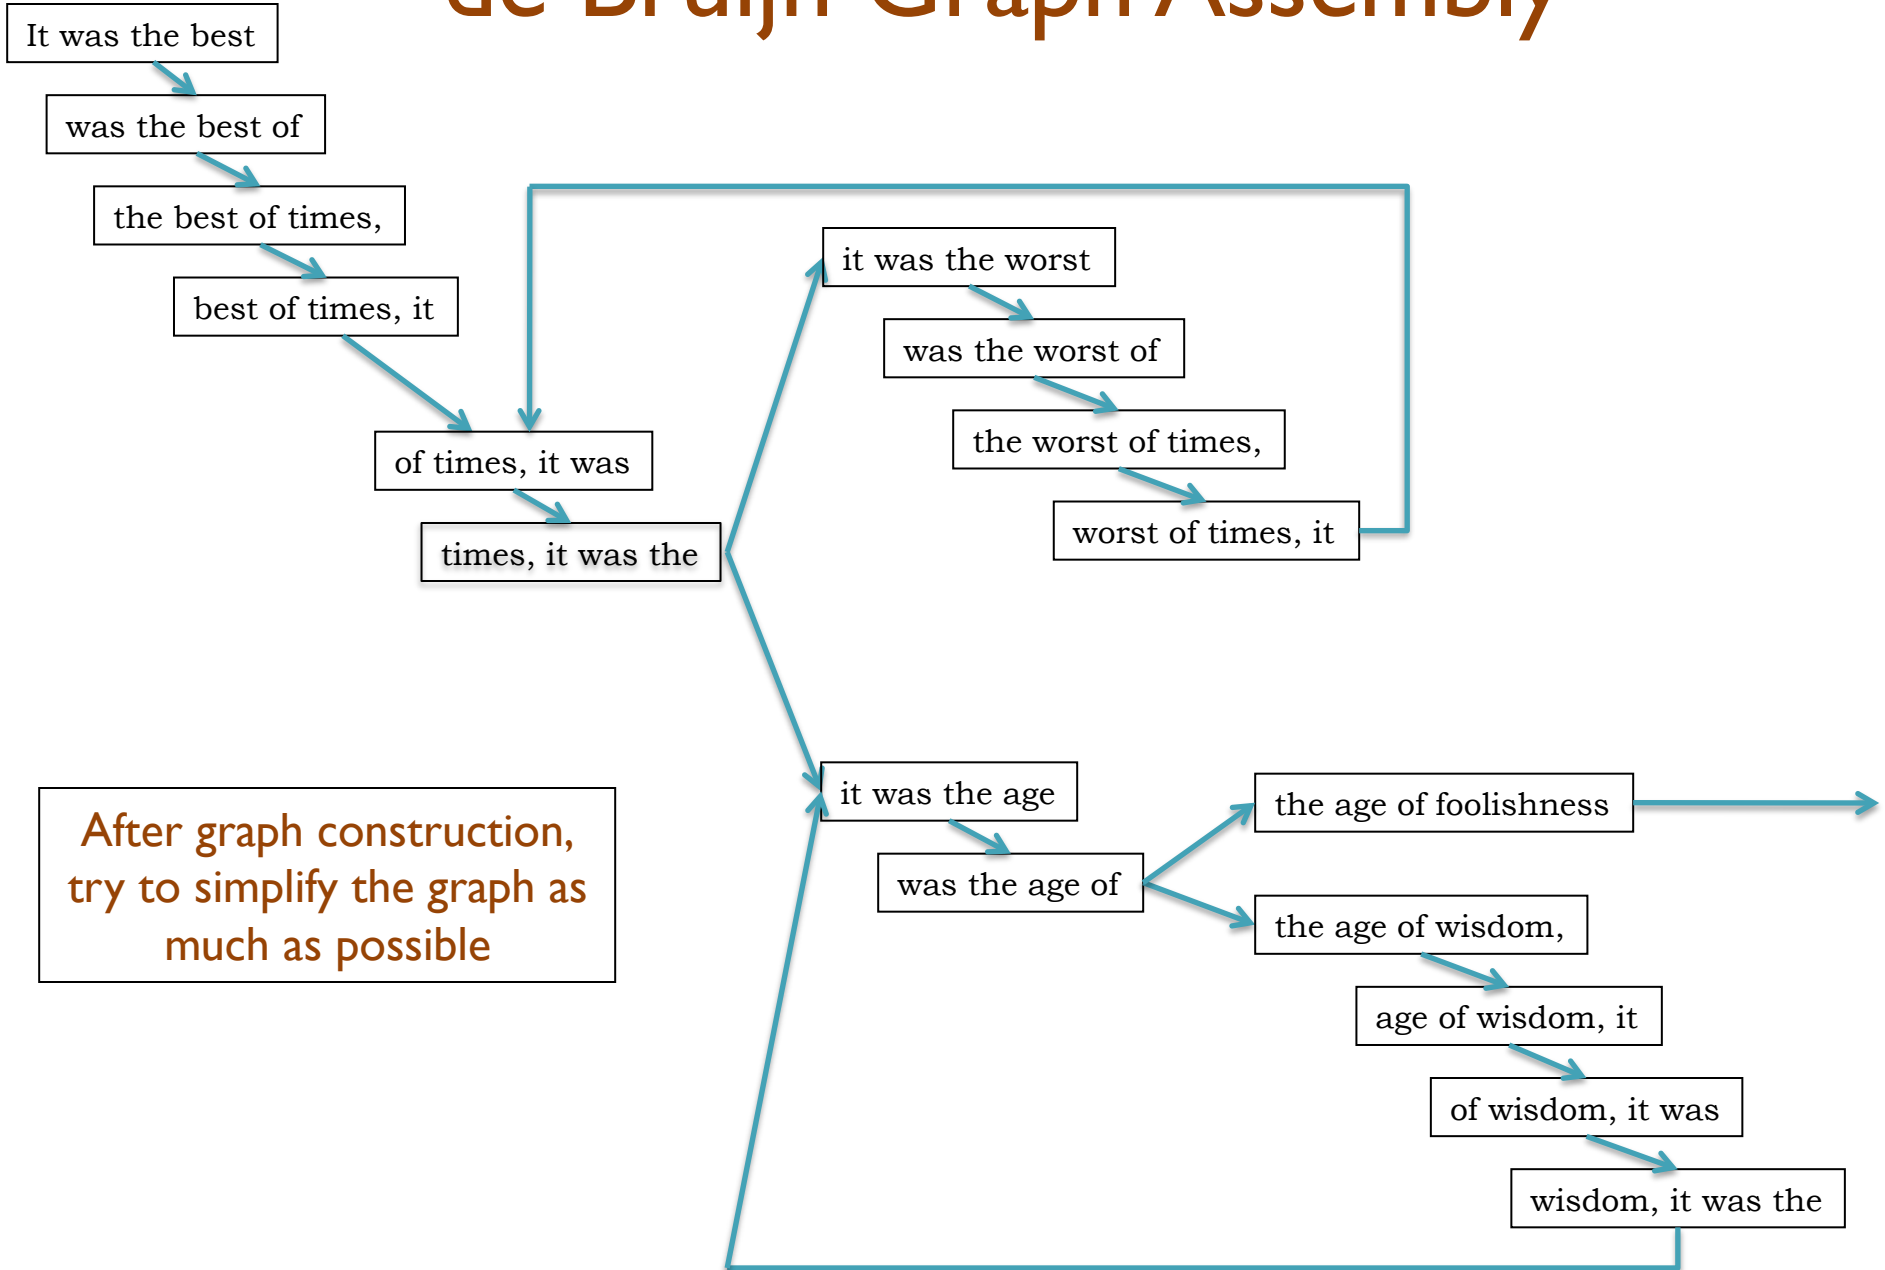 de Bruijn Graph Assembly
It was the best
was the best of
the best of times,
best of times, it
of times, it was
times, it was the
it was the worst
was the worst of
the worst of times,
worst of times, it
it was the age
was the age of
the age of foolishness
the age of wisdom,
age of wisdom, it
of wisdom, it was
wisdom, it was the
After graph construction,
try to simplify the graph as
much as possible